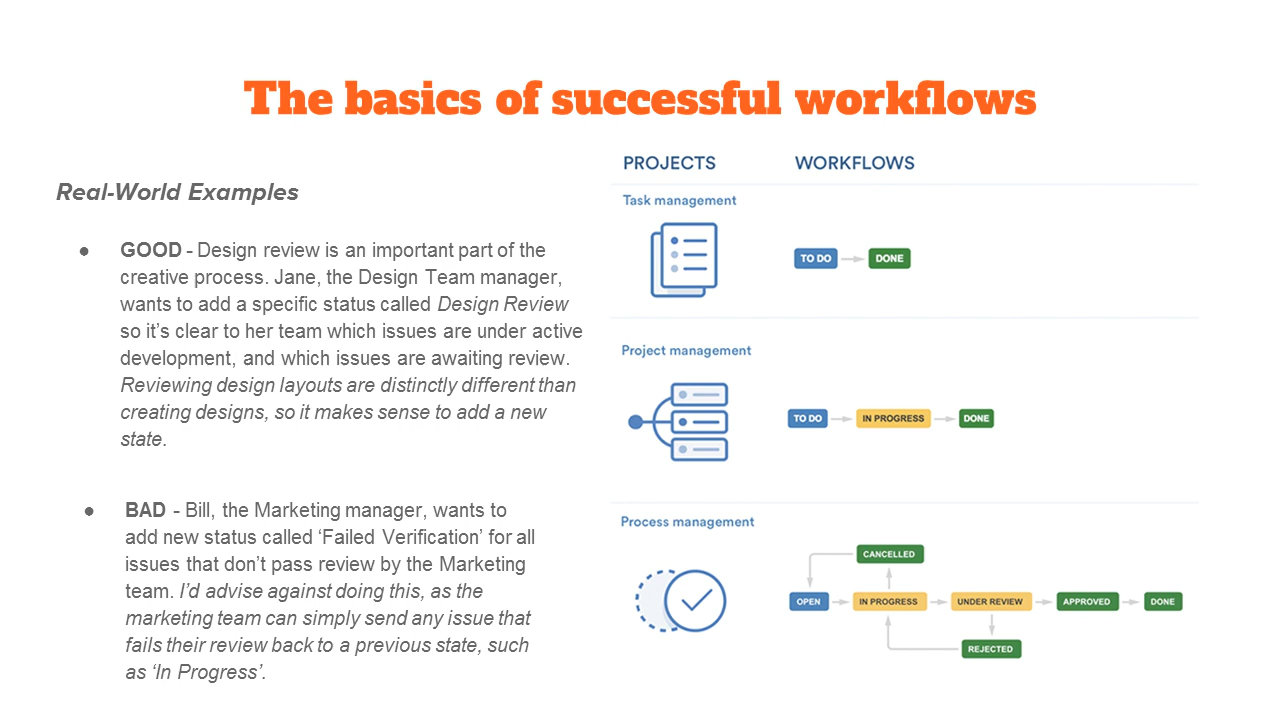 The basics of successful workflows
Real-World Examples
● GOOD - Design review is an important part of the
creative process. Jane, the Design Team manager,
wants to add a specific status called Design Review
so it’s clear to her team which issues are under active
development, and which issues are awaiting review.
Reviewing design layouts are distinctly different than
creating designs, so it makes sense to add a new
state.
● BAD - Bill, the Marketing manager, wants to
add new status called ‘Failed Verification’ for all
issues that don’t pass review by the Marketing
team. I’d advise against doing this, as the
marketing team can simply send any issue that
fails their review back to a previous state, such
as ‘In Progress’.
PROJECTS WORKFLOWS
Task management
TO DO DONE
Project management
TO DO IN PROGRESS DONE
Process management
CANCELLED
OPEN IN PROGRESS UNDER REVIEW APPROVED DONE
REJECTED